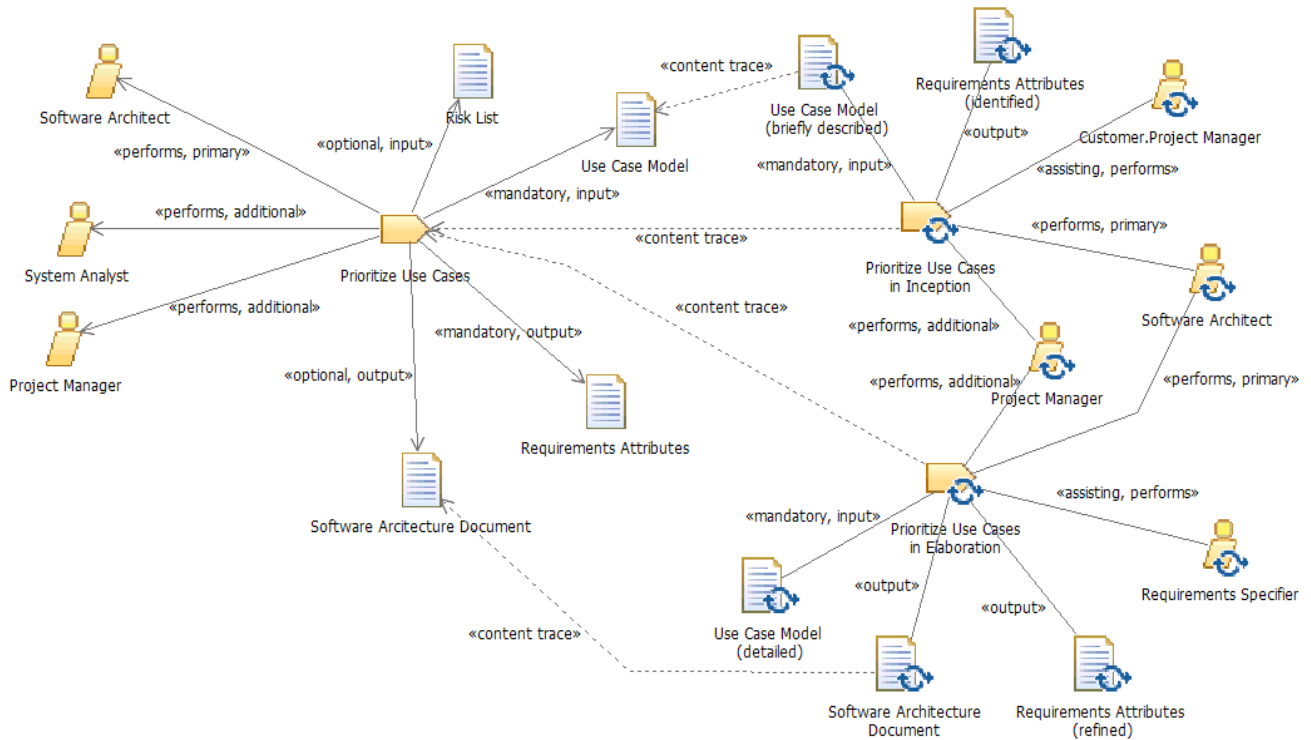 «content trace»
Requirements Attributes
(identified)
Software Architect
Risk List
Use Case Model
(briefly described)
Customer.Project Manager
«optional, input»
«performs, primary»
«output»
Use Case Model
«mandatory, input»
«assisting, performs»
«mandatory, input»
«performs, additional»
«content trace»
«performs, primary»
System Analyst
Prioritize Use Cases
Prioritize Use Cases
in Inception
«performs, additional»
«content trace»
Software Architect
«mandatory, output»
«performs, additional»
Project Manager
«optional, output»
«performs, additional»
«performs, primary»
Project Manager
Requirements Attributes
«assisting, performs»
Software Arcitecture Document
«mandatory, input»
Prioritize Use Cases
in Elaboration
«output»
Requirements Specifier
«output»
«content trace»
Use Case Model
(detailed)
Software Architecture
Document
Requirements Attributes
(refined)